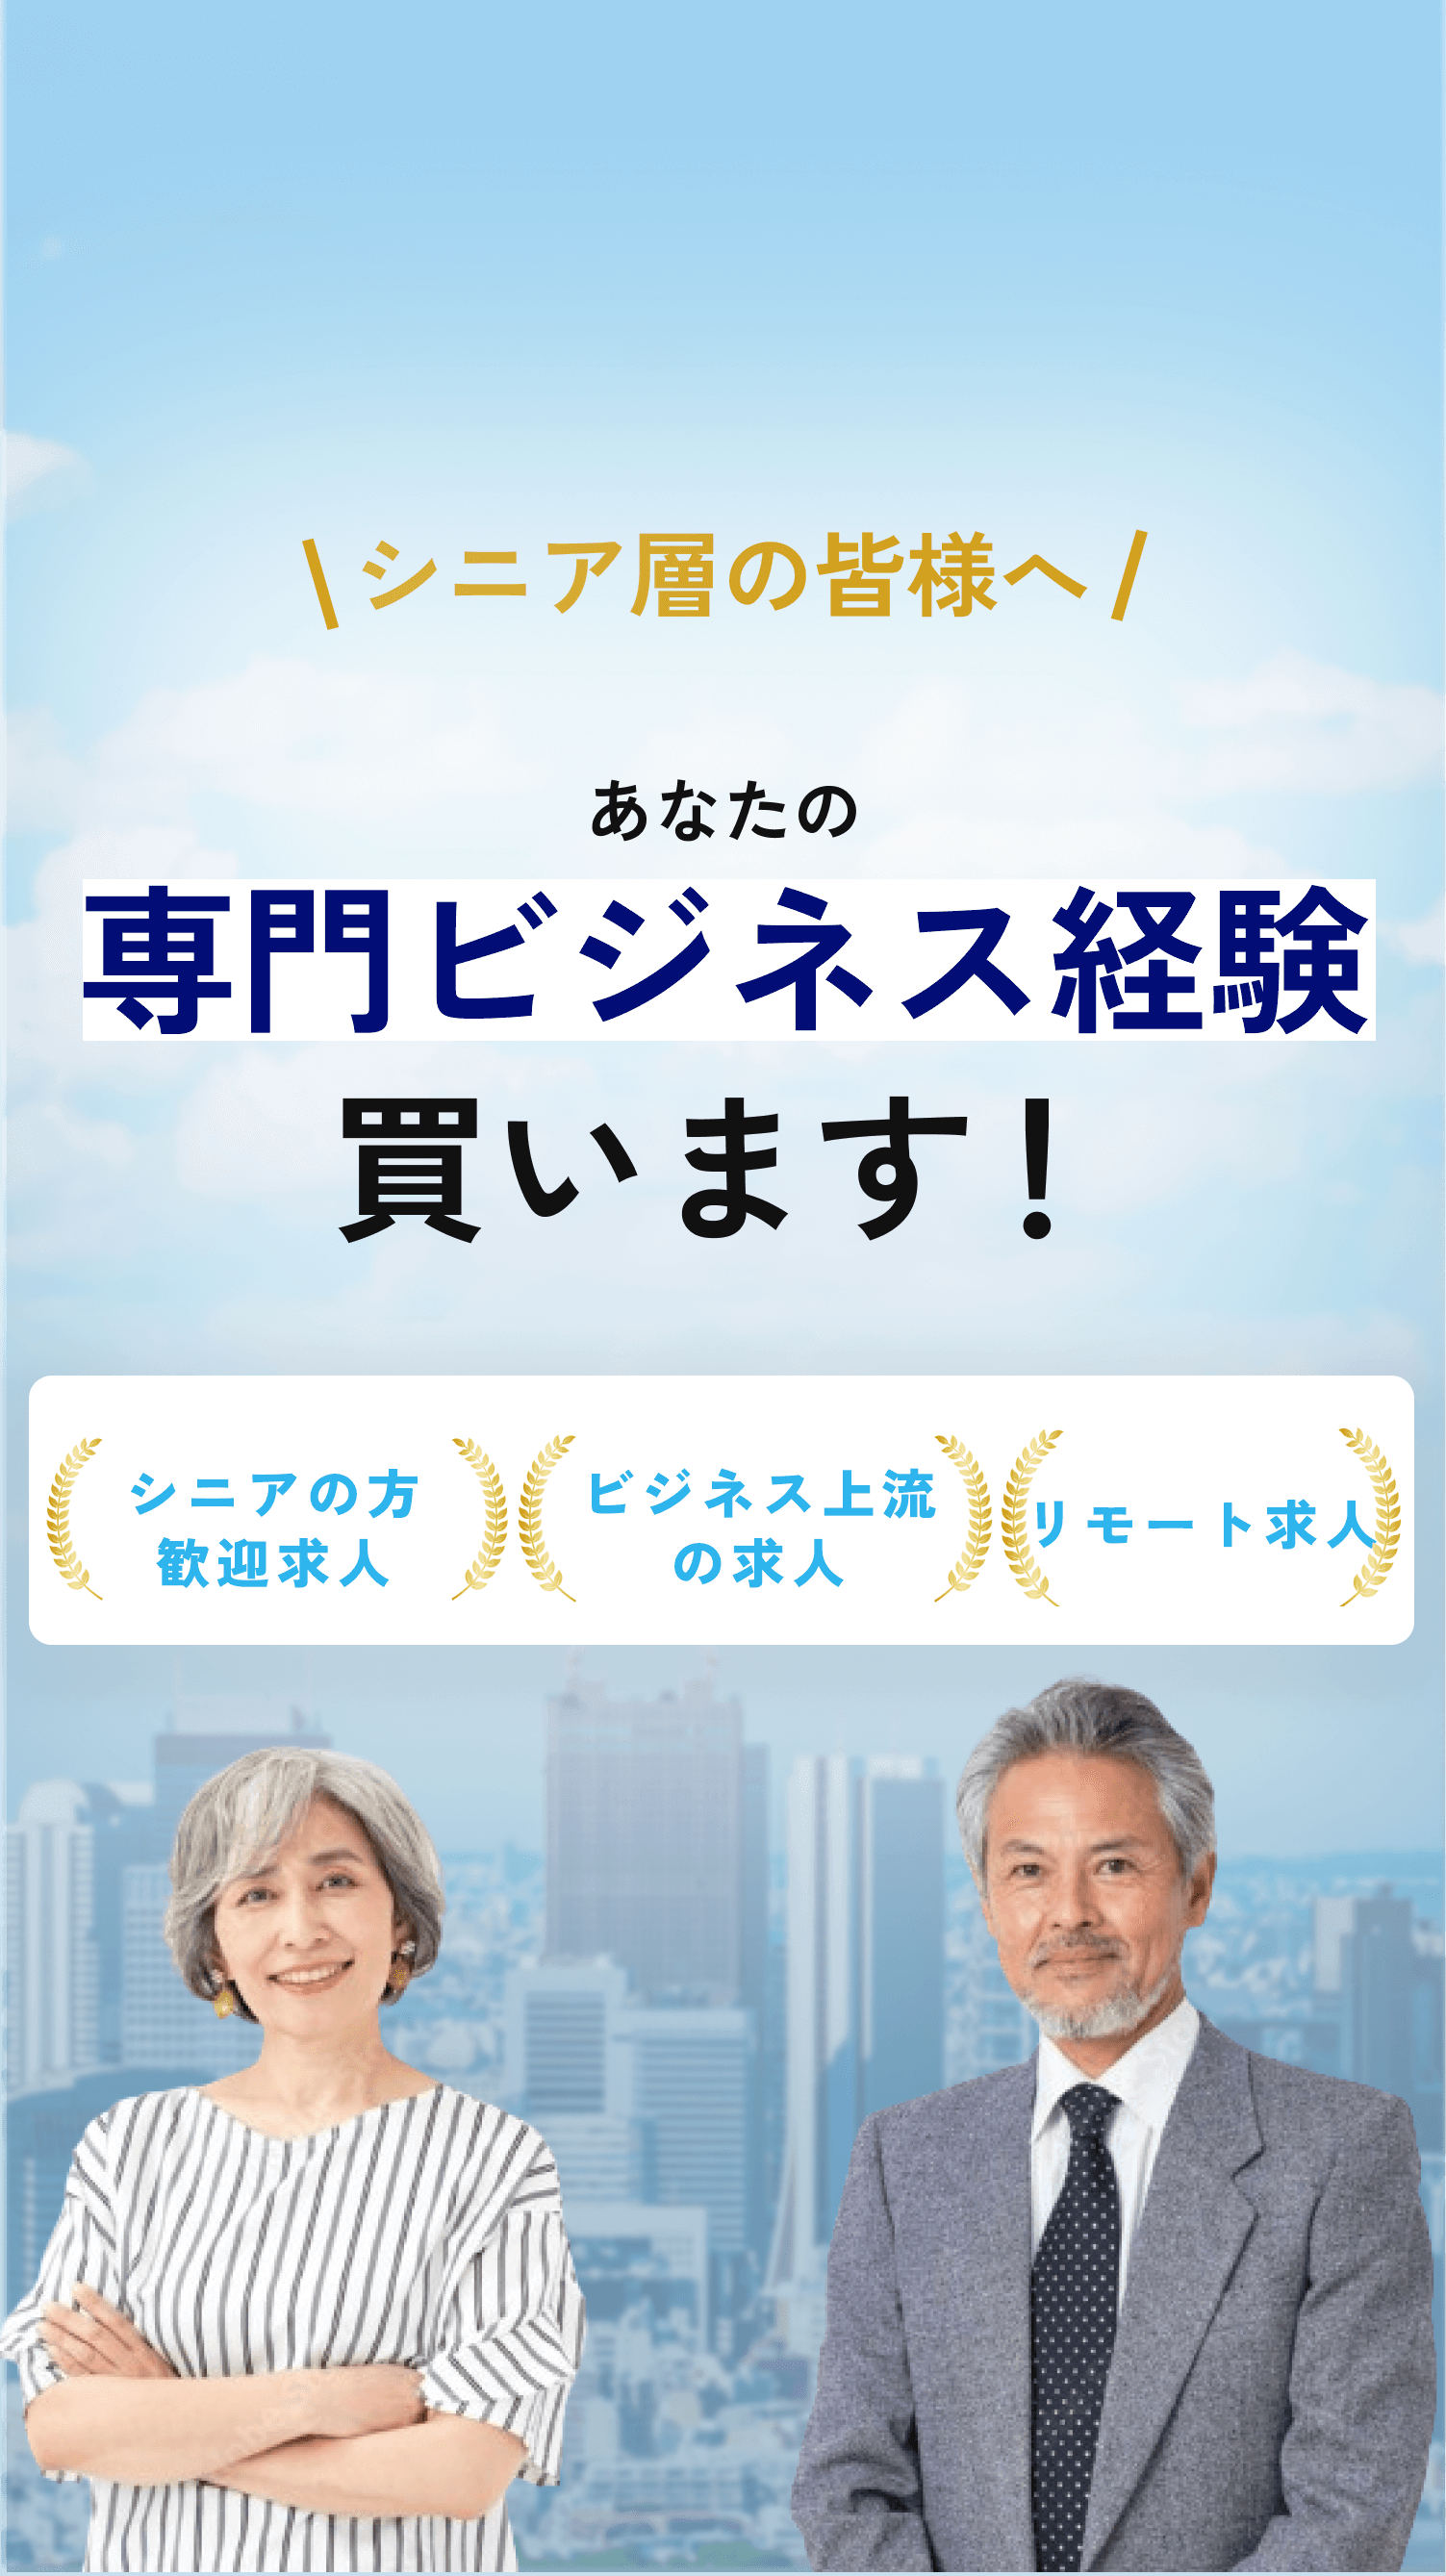 \ シニア層の皆様へ /
あなたの
専門ビジネス経験
買います！
シニアの方
歓迎求人
ビジネス上流
の求人
リモート求人